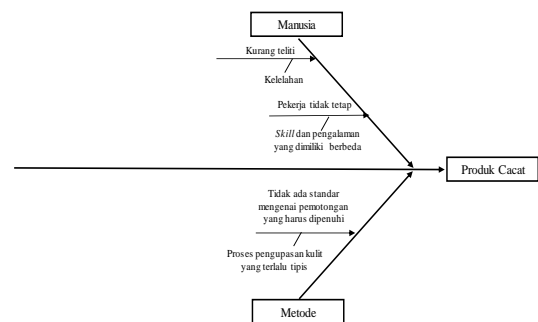 Manusia
Kurang teliti
Kelelahan
Pekerja tidak tetap
Skill dan pengalaman
yang dimiliki berbeda
Produk Cacat
Tidak ada standar
mengenai pemotongan
yang harus dipenuhi
Proses pengupasan kulit
yang terlalu tipis
Metode